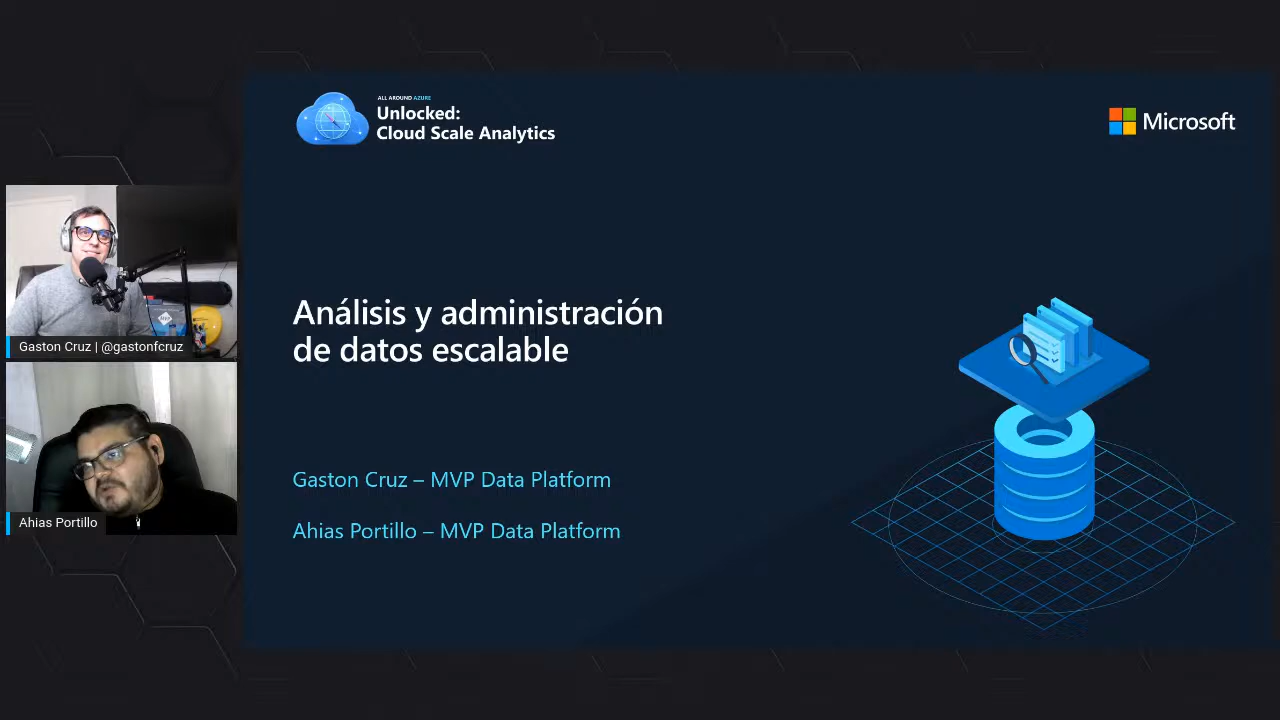 ALL AROUND AZURE
Unlocked:
Cloud Scale Analytics
Microsoft
Análisis y administración
de datos escalable
Gaston Cruz – MVP Data Platform
Ahias Portillo – MVP Data Platform
Gaston Cruz | @gastonfcruz
Ahias Portillo